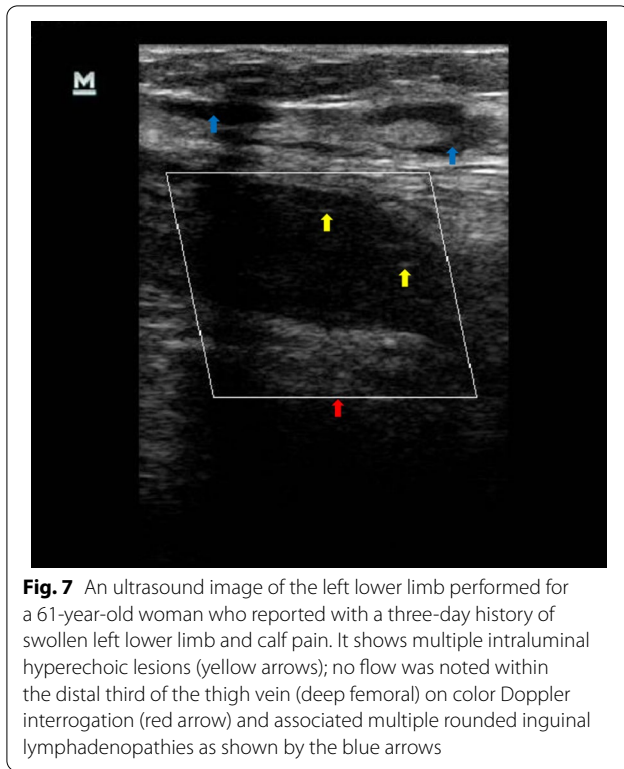 M
Fig. 7 An ultrasound image of the left lower limb performed for
a 61-year-old woman who reported with a three-day history of
swollen left lower limb and calf pain. It shows multiple intraluminal
hyperechoic lesions (yellow arrows); no flow was noted within
the distal third of the thigh vein (deep femoral) on color Doppler
interrogation (red arrow) and associated multiple rounded inguinal
lymphadenopathies as shown by the blue arrows